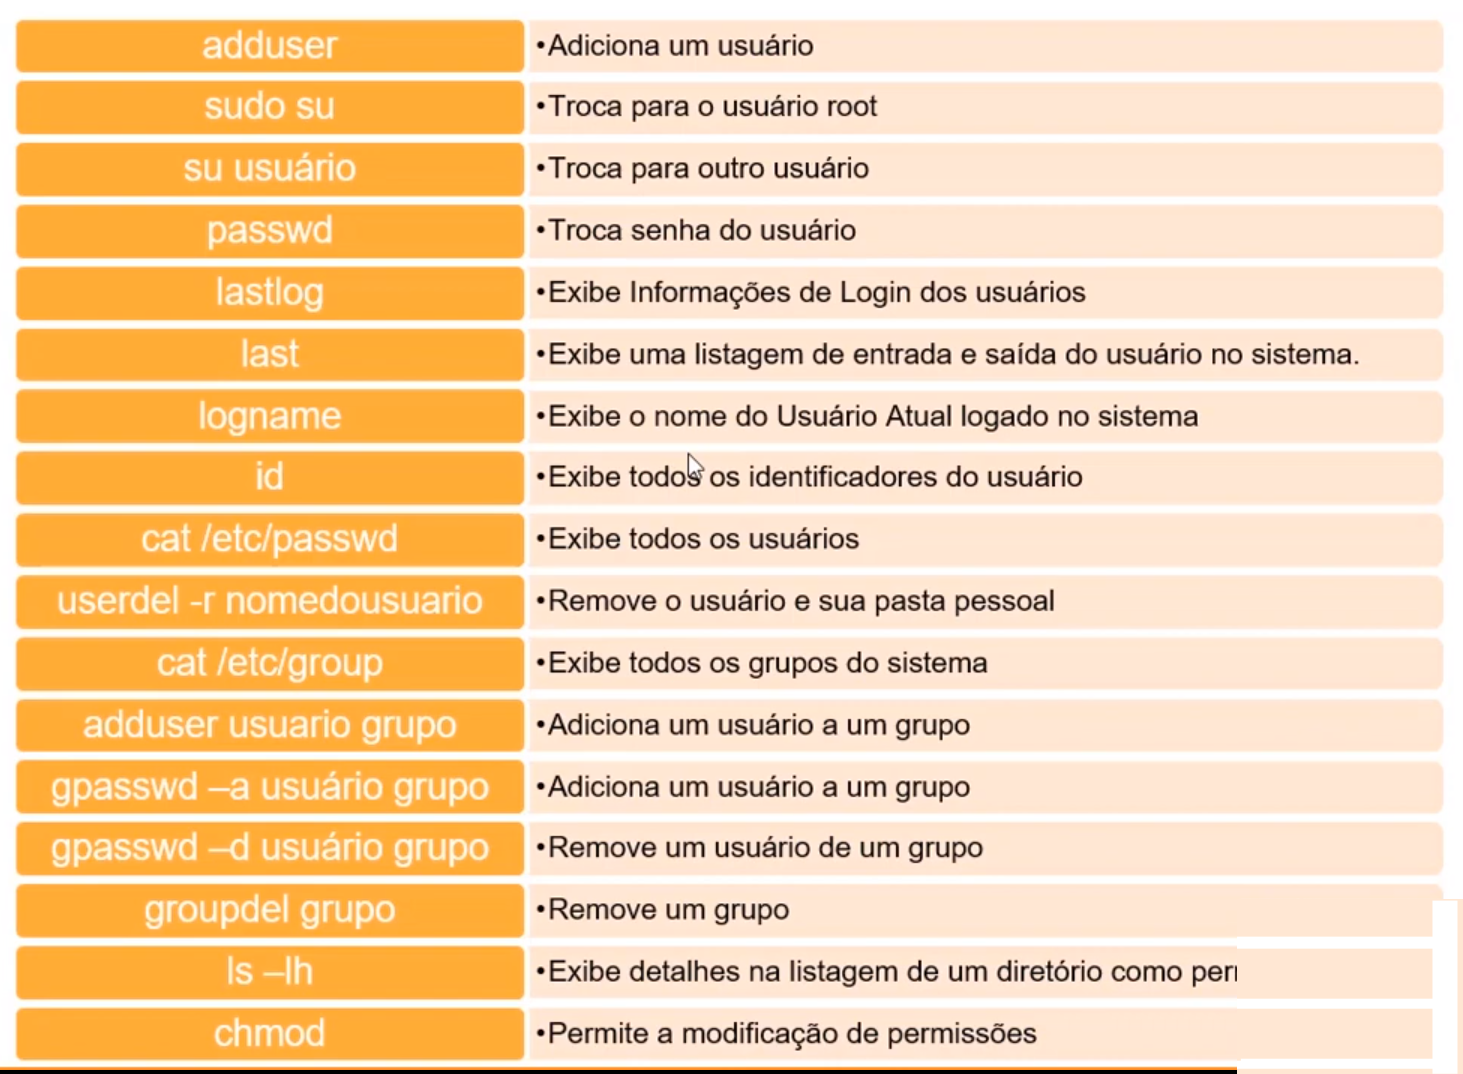 adduser •Adiciona um usuário
sudo su •Troca para o usuário root
su usuário •Troca para outro usuário
passwd •Troca senha do usuário
lastlog •Exibe Informações de Login dos usuários
last •Exibe uma listagem de entrada e saída do usuário no sistema.
logname •Exibe o nome do Usuário Atual logado no sistema
id •Exibe todos os identificadores do usuário
cat /etc/passwd •Exibe todos os usuários
userdel -r nomedousuario •Remove o usuário e sua pasta pessoal
cat /etc/group •Exibe todos os grupos do sistema
adduser usuario grupo •Adiciona um usuário a um grupo
gpasswd –a usuário grupo •Adiciona um usuário a um grupo
gpasswd –d usuário grupo •Remove um usuário de um grupo
groupdel grupo •Remove um grupo
ls –lh •Exibe detalhes na listagem de um diretório como
chmod •Permite a modificação de permissões